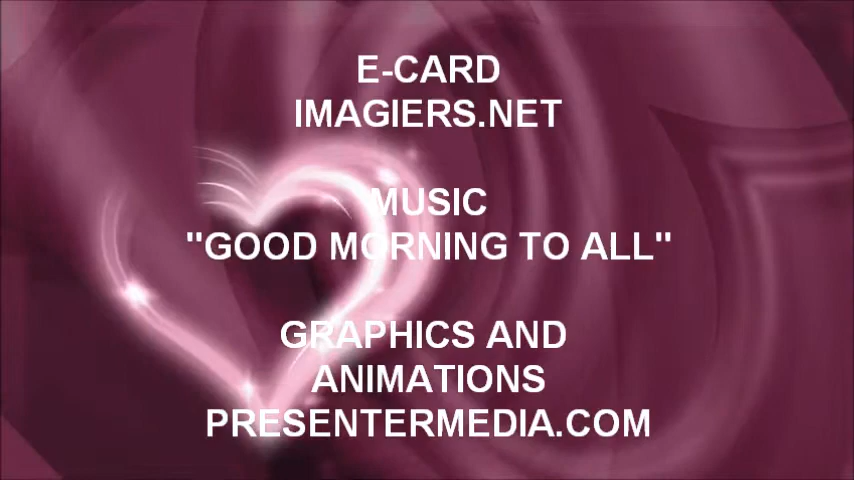 E-CARD
IMAGIERS.NET
MUSIC
"GOOD MORNING TO ALL"
GRAPHICS AND
ANIMATIONS
PRESENTERMEDIA.COM